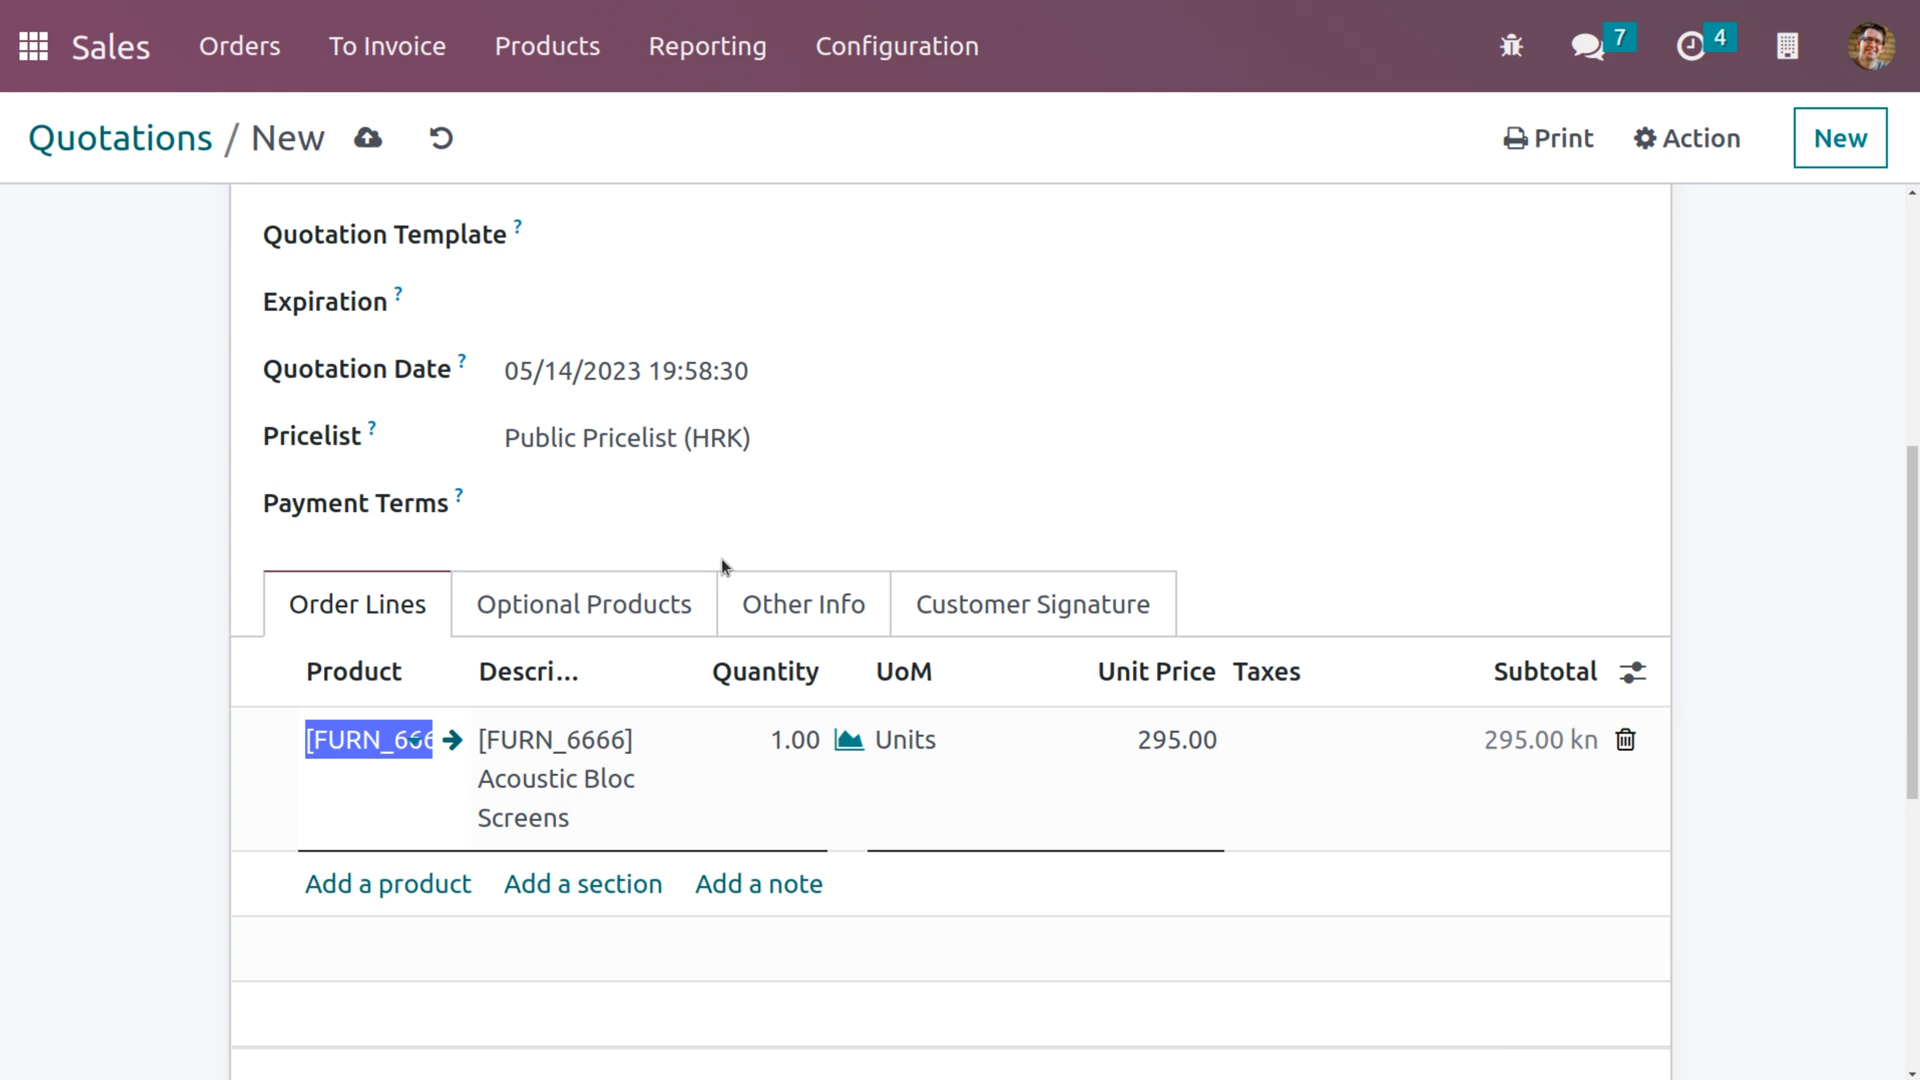 Sales Orders To Invoice Products Reporting Configuration 7 4
Quotations / New Print Action New
Quotation Template ?
Expiration ?
Quotation Date ? 05/14/2023 19:58:30
Pricelist ? Public Pricelist (HRK)
Payment Terms ?
Order Lines Optional Products Other Info Customer Signature
Product Descri... Quantity UoM Unit Price Taxes Subtotal
[FURN_666 [FURN_6666] 1.00 Units 295.00 295.00 kn
Acoustic Bloc
Screens
Add a product Add a section Add a note